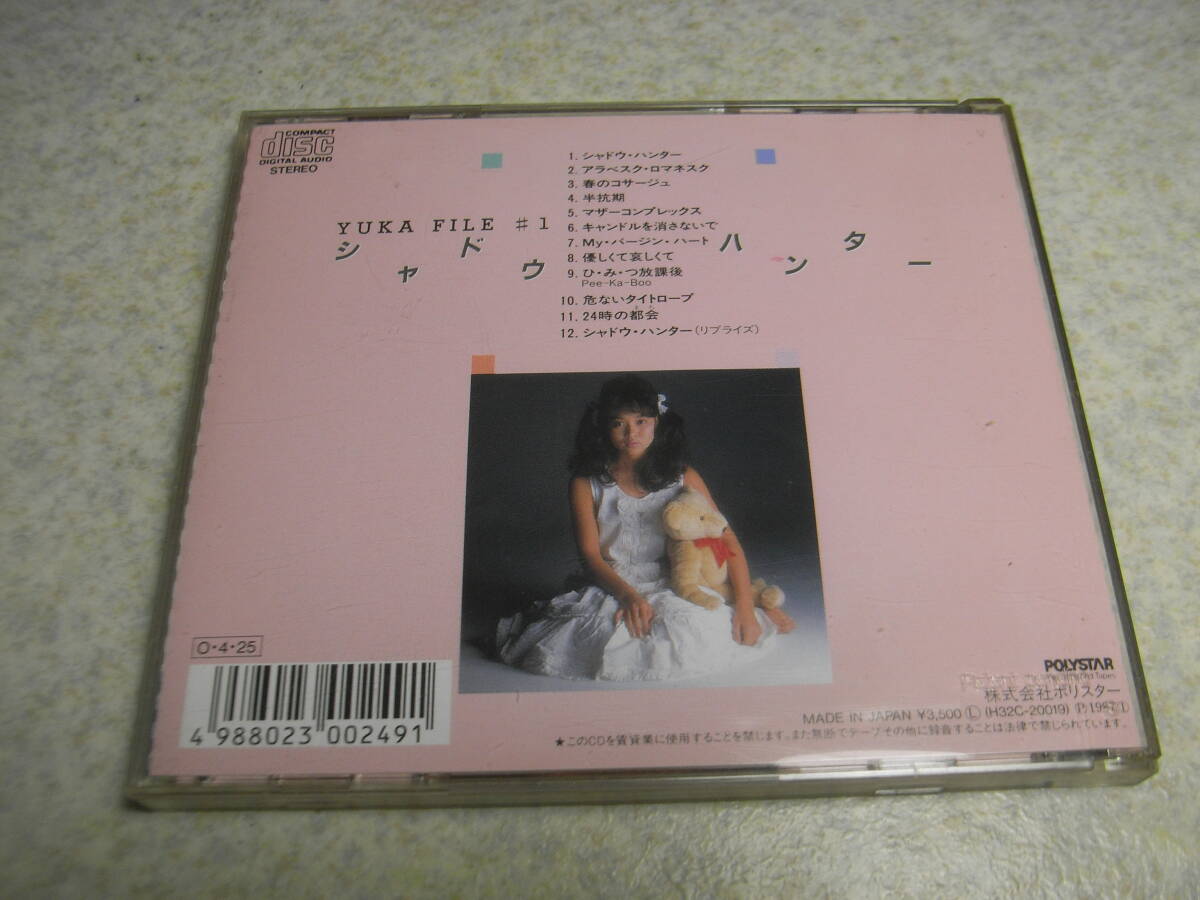 COMPACT
disc
DIGITAL AUDIO
STEREO
YUKA FILE ♯1
シャドウハンター
1. シャドウ・ハンター
2. アラベスク・ロマネスク
3. 春のコサージュ
4. 半抗期
5. マザーコンプレックス
6. キャンドルを消さないで
7. My・バージン・ハート
8. 優しくて哀しくて
9. ひ・み・つ放課後
Pee-Ka-Boo
10. 危ないタイトロープ
11. 24時の都会
12. シャドウ・ハンター(リプライズ)
O・4・25
4 988023 002491
POLYSTAR
株式会社ポリスター
MADE IN JAPAN ¥3,500 Ⓛ (H32C-20019) Ⓟ1987
★このCDを賃貸業に使用することを禁じます。また無断でテープその他に録音することは法律で禁じられています。